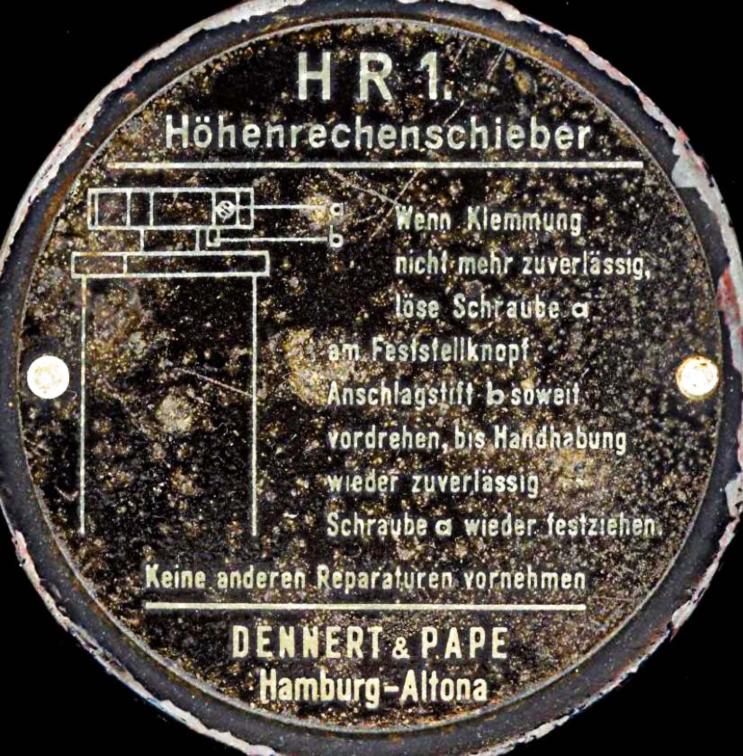 H R 1.
Höhenrechenschieber
a
b
Wenn Klemmung
nicht mehr zuverlässig,
löse Schraube a
am Feststellknopf.
Anschlagstift b soweit
vordrehen, bis Handhabung
wieder zuverlässig
Schraube a wieder festziehen.
Keine anderen Reparaturen vornehmen
DENNERT & PAPE
Hamburg-Altona